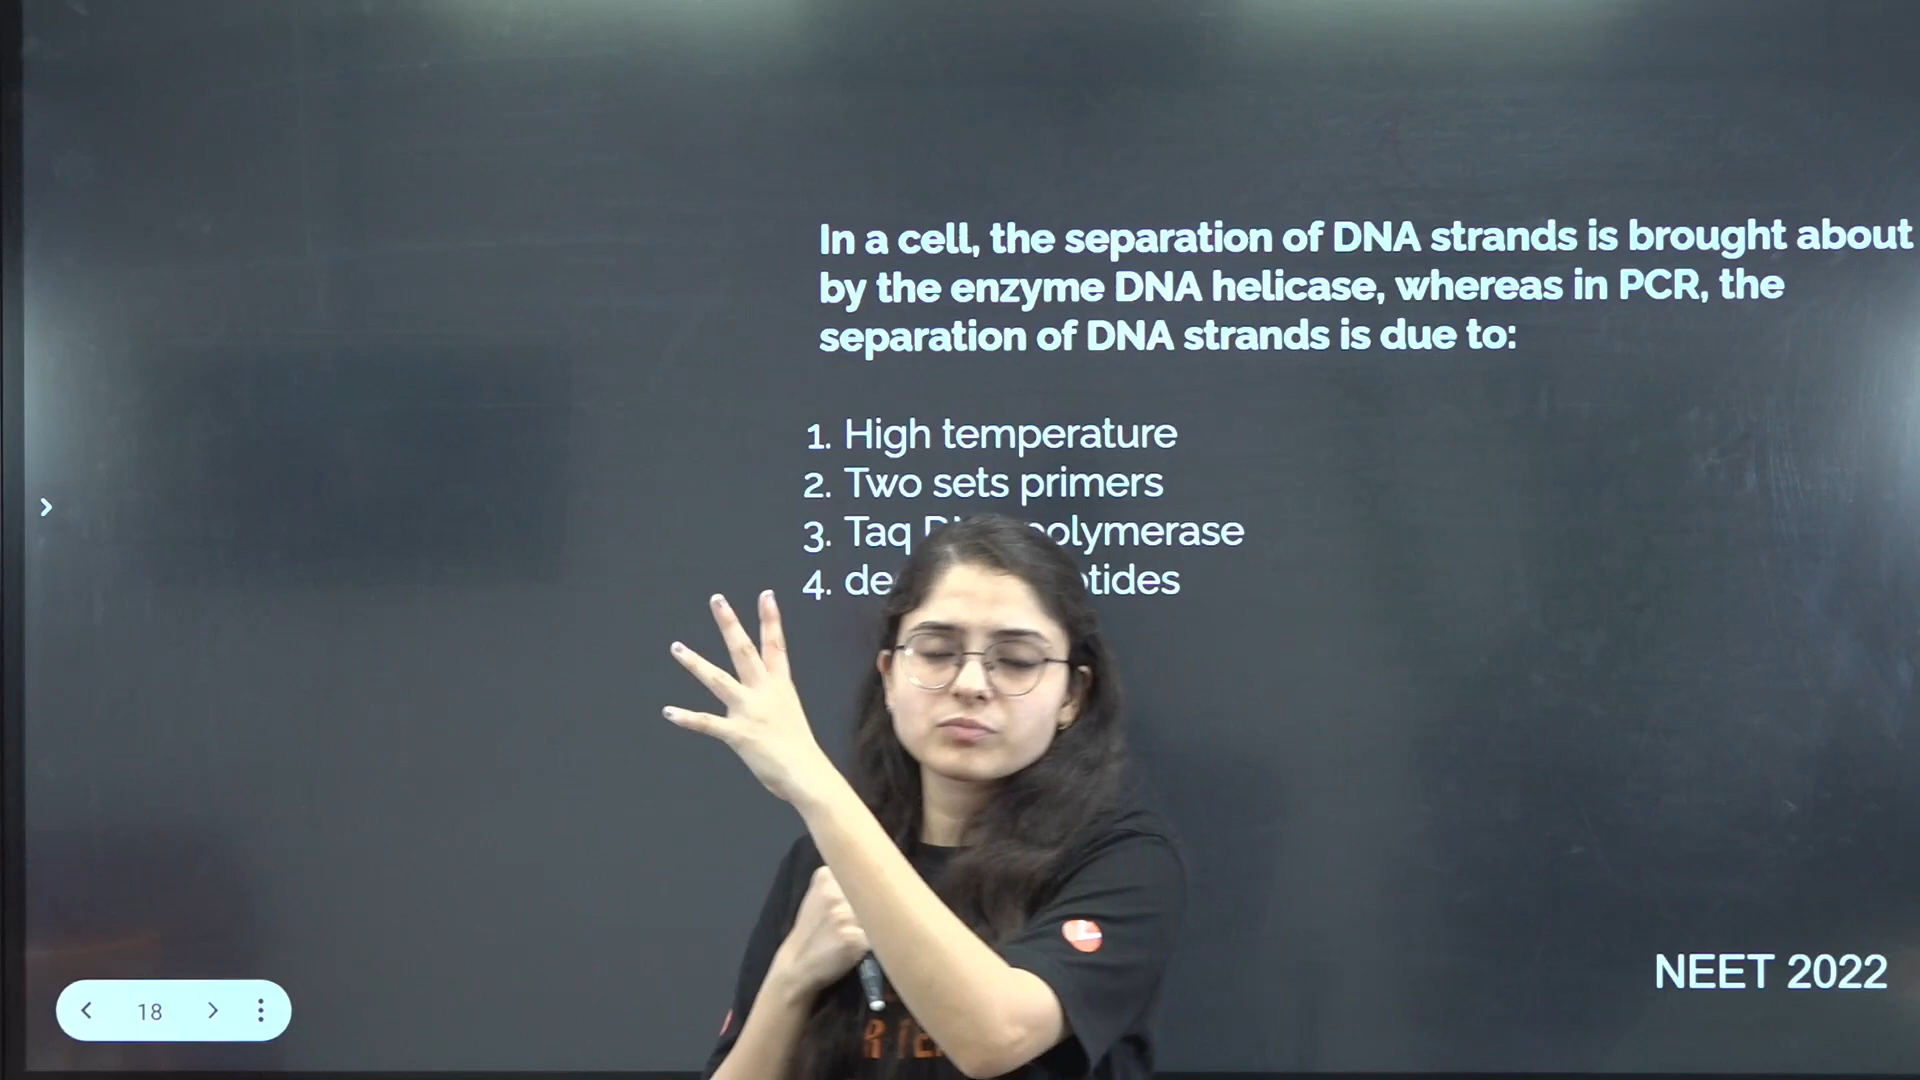 In a cell, the separation of DNA strands is brought about
by the enzyme DNA helicase, whereas in PCR, the
separation of DNA strands is due to:
1. High temperature
2. Two sets primers
3. Taq polymerase
4.
NEET 2022
18